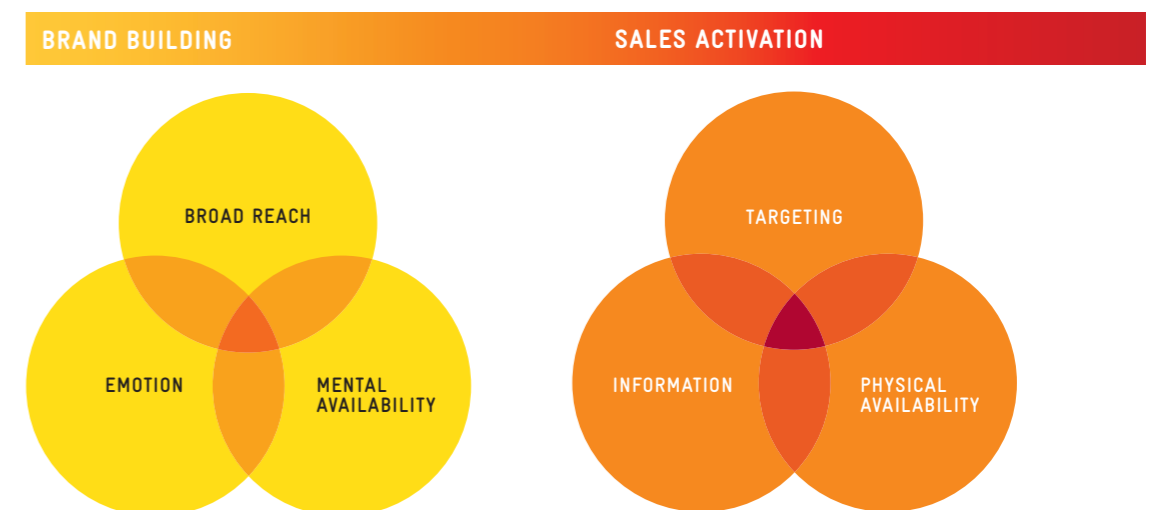 BRAND BUILDING
SALES ACTIVATION
BROAD REACH
EMOTION
MENTAL
AVAILABILITY
TARGETING
INFORMATION
PHYSICAL
AVAILABILITY